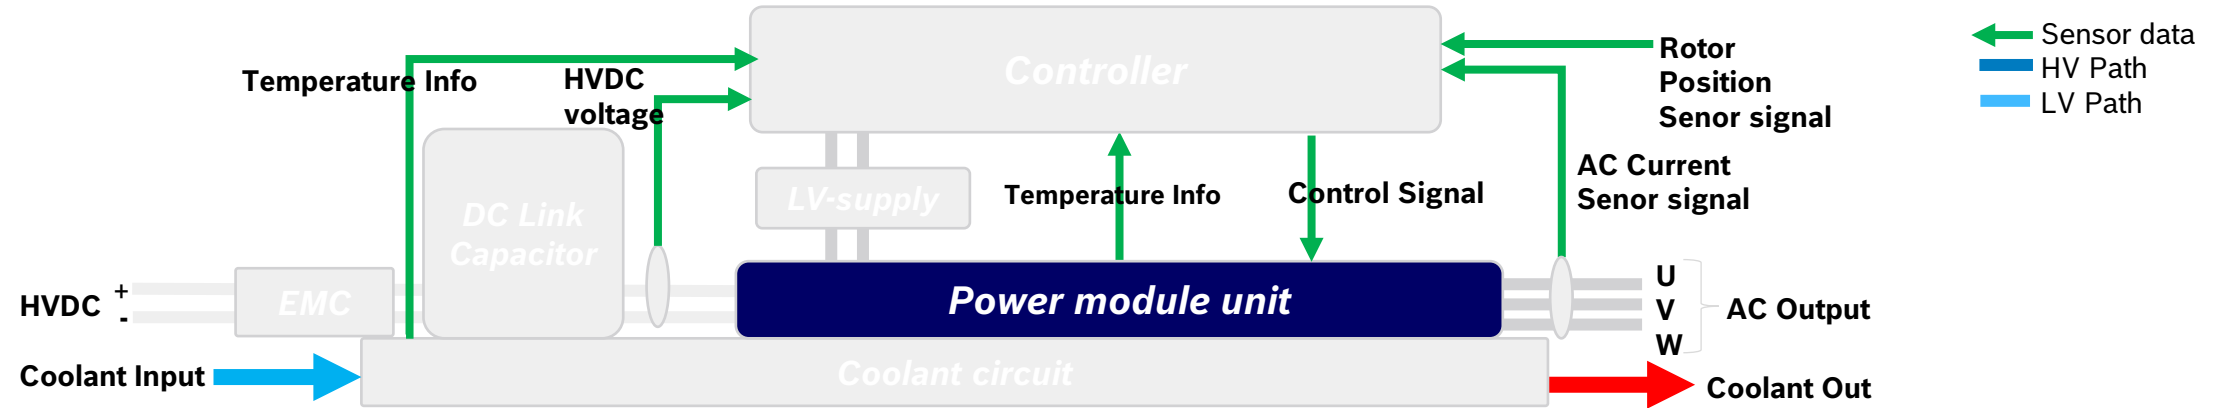 Controller
Rotor
Position
Senor signal
Sensor data
HV Path
LV Path
Temperature Info
HVDC
voltage
AC Current
Senor signal
DC Link
Capacitor
LV-supply
Temperature Info
Control Signal
HVDC
+
-
EMC
Power module unit
U
V
W
AC Output
Coolant Input
Coolant circuit
Coolant Out